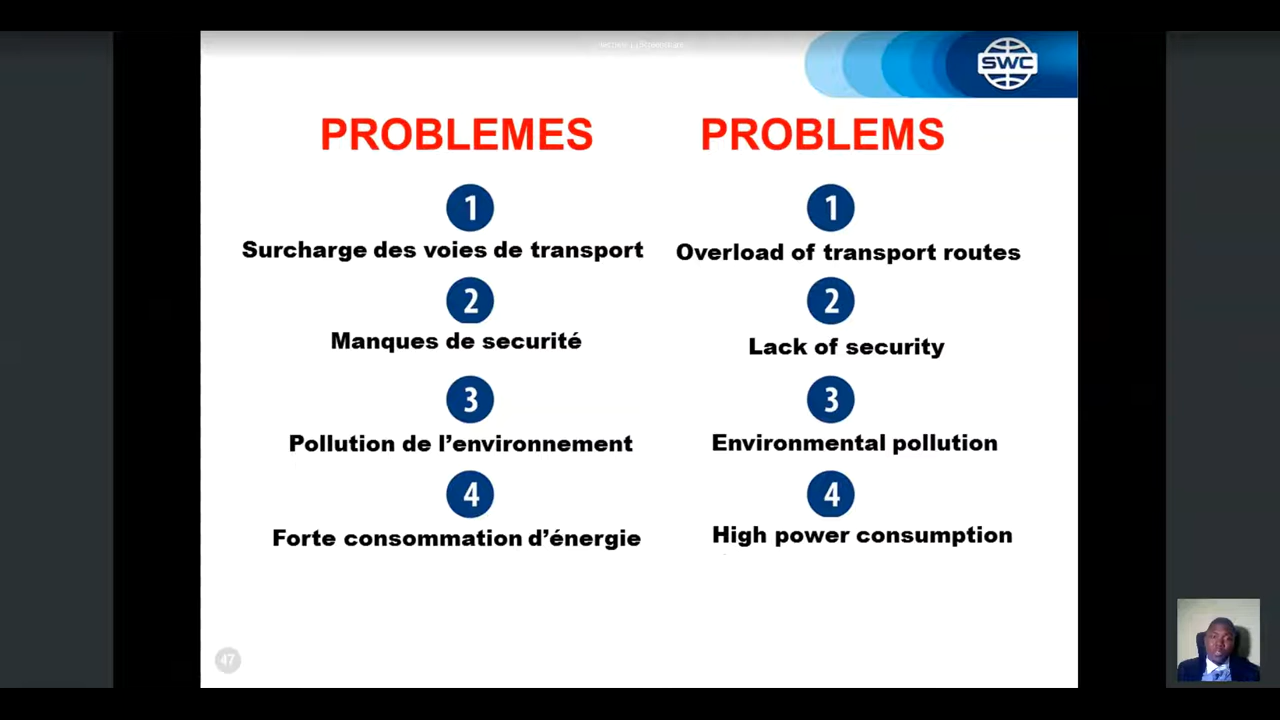 SWC
PROBLEMES
1
Surcharge des voies de transport
2
Manques de securité
3
Pollution de l’environnement
4
Forte consommation d’énergie
PROBLEMS
1
Overload of transport routes
2
Lack of security
3
Environmental pollution
4
High power consumption
47